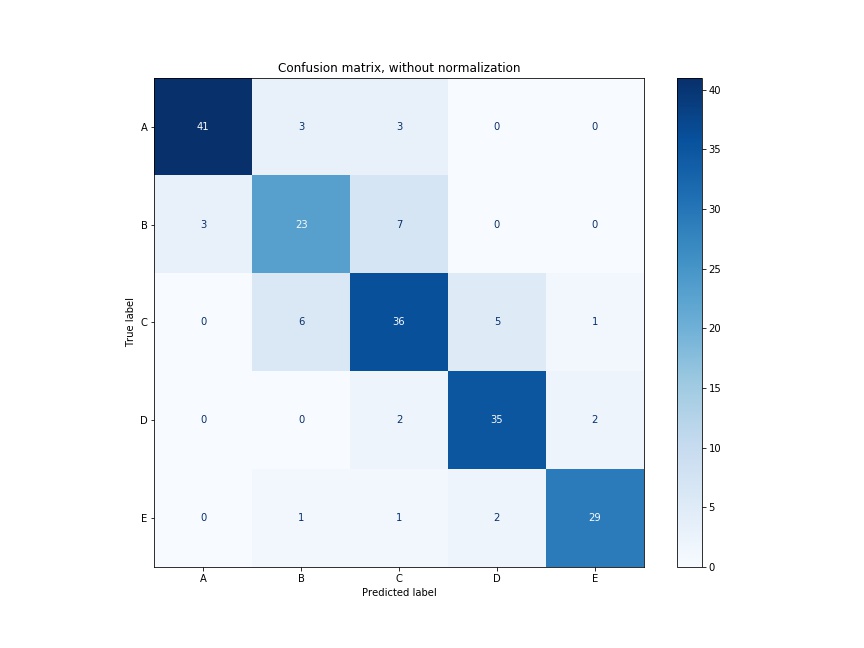 Confusion matrix, without normalization
True label
A 41 3 3 0 0
B 3 23 7 0 0
C 0 6 36 5 1
D 0 0 2 35 2
E 0 1 1 2 29
A B C D E
Predicted label
40
35
30
25
20
15
10
5
0